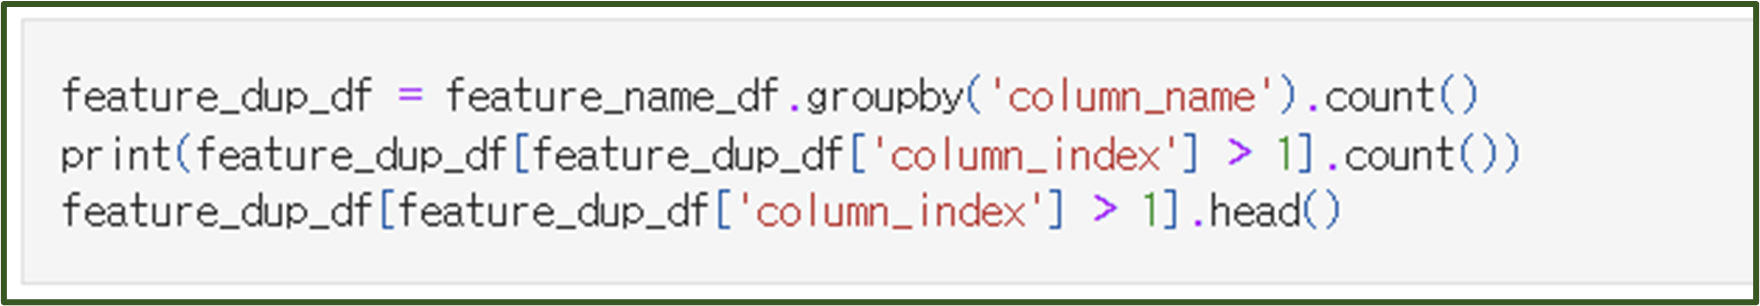 feature_dup_df = feature_name_df.groupby('column_name').count()
print(feature_dup_df[feature_dup_df['column_index'] > 1].count())
feature_dup_df[feature_dup_df['column_index'] > 1].head()